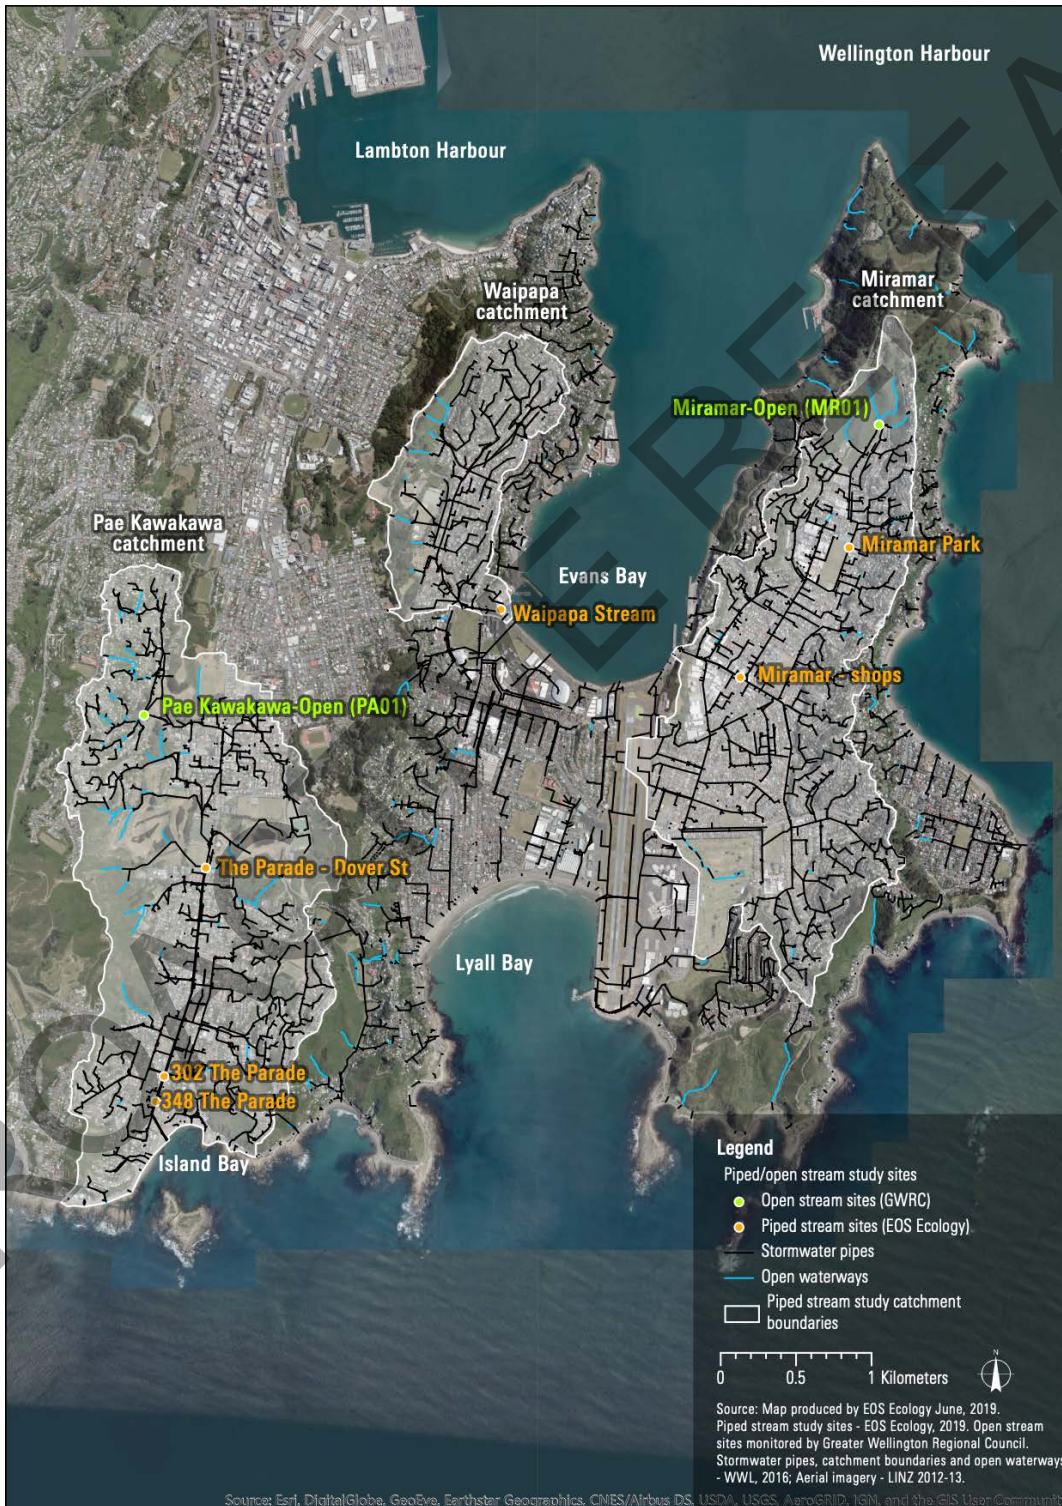 Wellington Harbour
Lambton Harbour
Waipapa
catchment
Miramar
catchment
Miramar-Open (MR01)
Pae Kawakawa
catchment
Miramar Park
Evans Bay
Waipapa Stream
Miramar - shops
Pae Kawakawa-Open (PA01)
The Parade - Dover St
Lyall Bay
302 The Parade
348 The Parade
Island Bay
Legend
Piped/open stream study sites
Open stream sites (GWRC)
Piped stream sites (EOS Ecology)
Stormwater pipes
Open waterways
Piped stream study catchment
boundaries
N
0 0.5 1 Kilometers
Source: Map produced by EOS Ecology June, 2019.
Piped stream study sites - EOS Ecology, 2019. Open stream
sites monitored by Greater Wellington Regional Council.
Stormwater pipes, catchment boundaries and open waterways
- WWL, 2016; Aerial imagery - LINZ 2012-13.
Source: Esri, DigitalGlobe, GeoEye, Earthstar Geographics, CNES/Airbus DS, USDA, USGS, AeroGRID, IGN, and the GIS User Commun